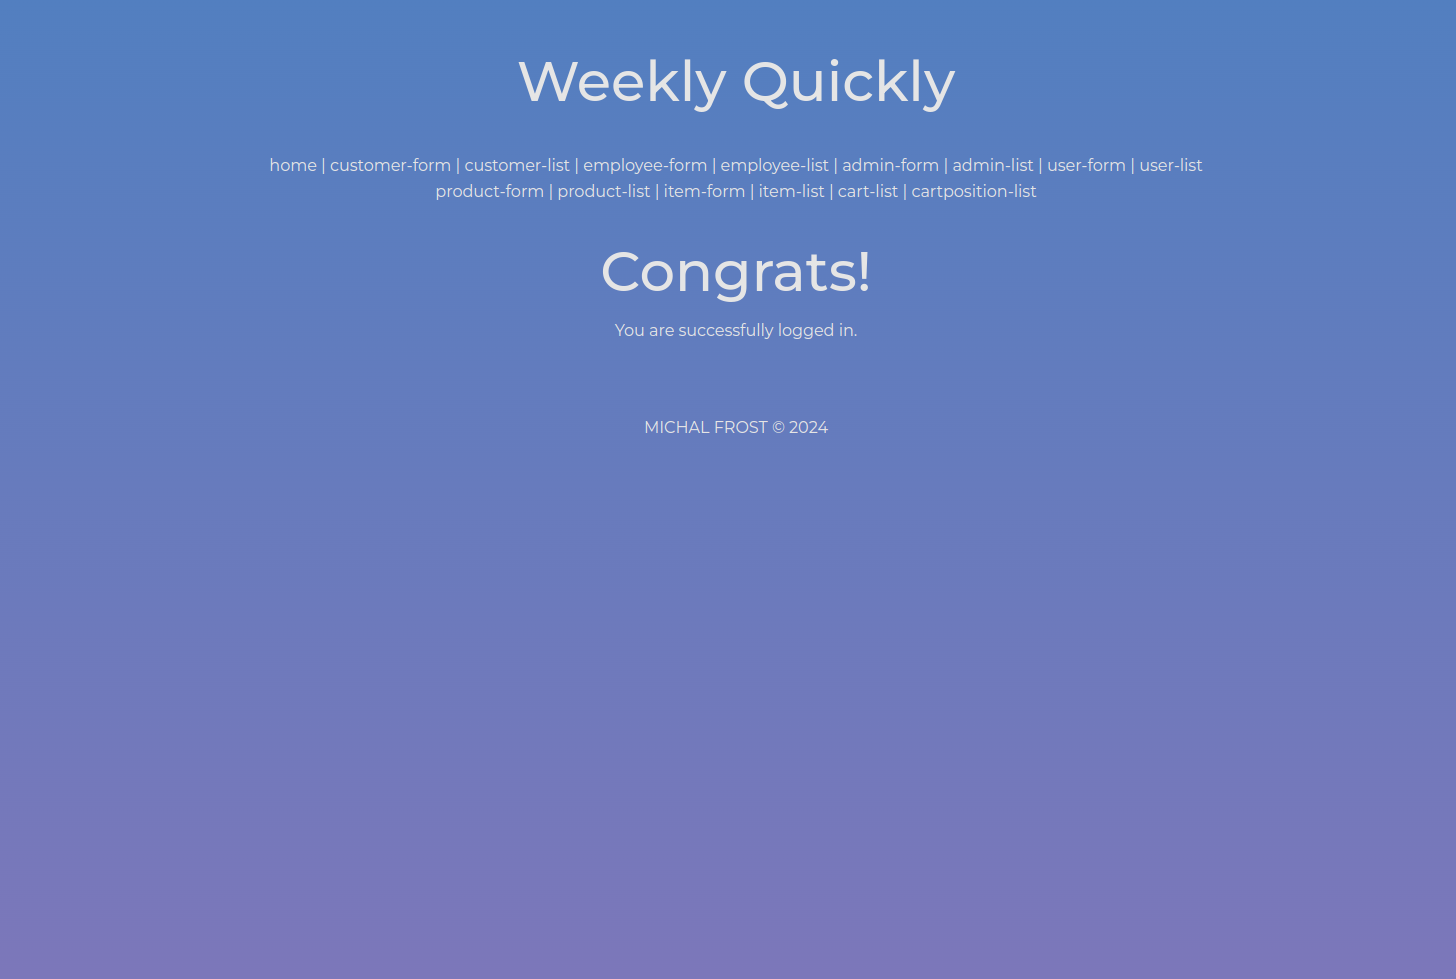 Weekly Quickly
home | customer-form | customer-list | employee-form | employee-list | admin-form | admin-list | user-form | user-list
product-form | product-list | item-form | item-list | cart-list | cartposition-list
Congrats!
You are successfully logged in.
MICHAL FROST © 2024